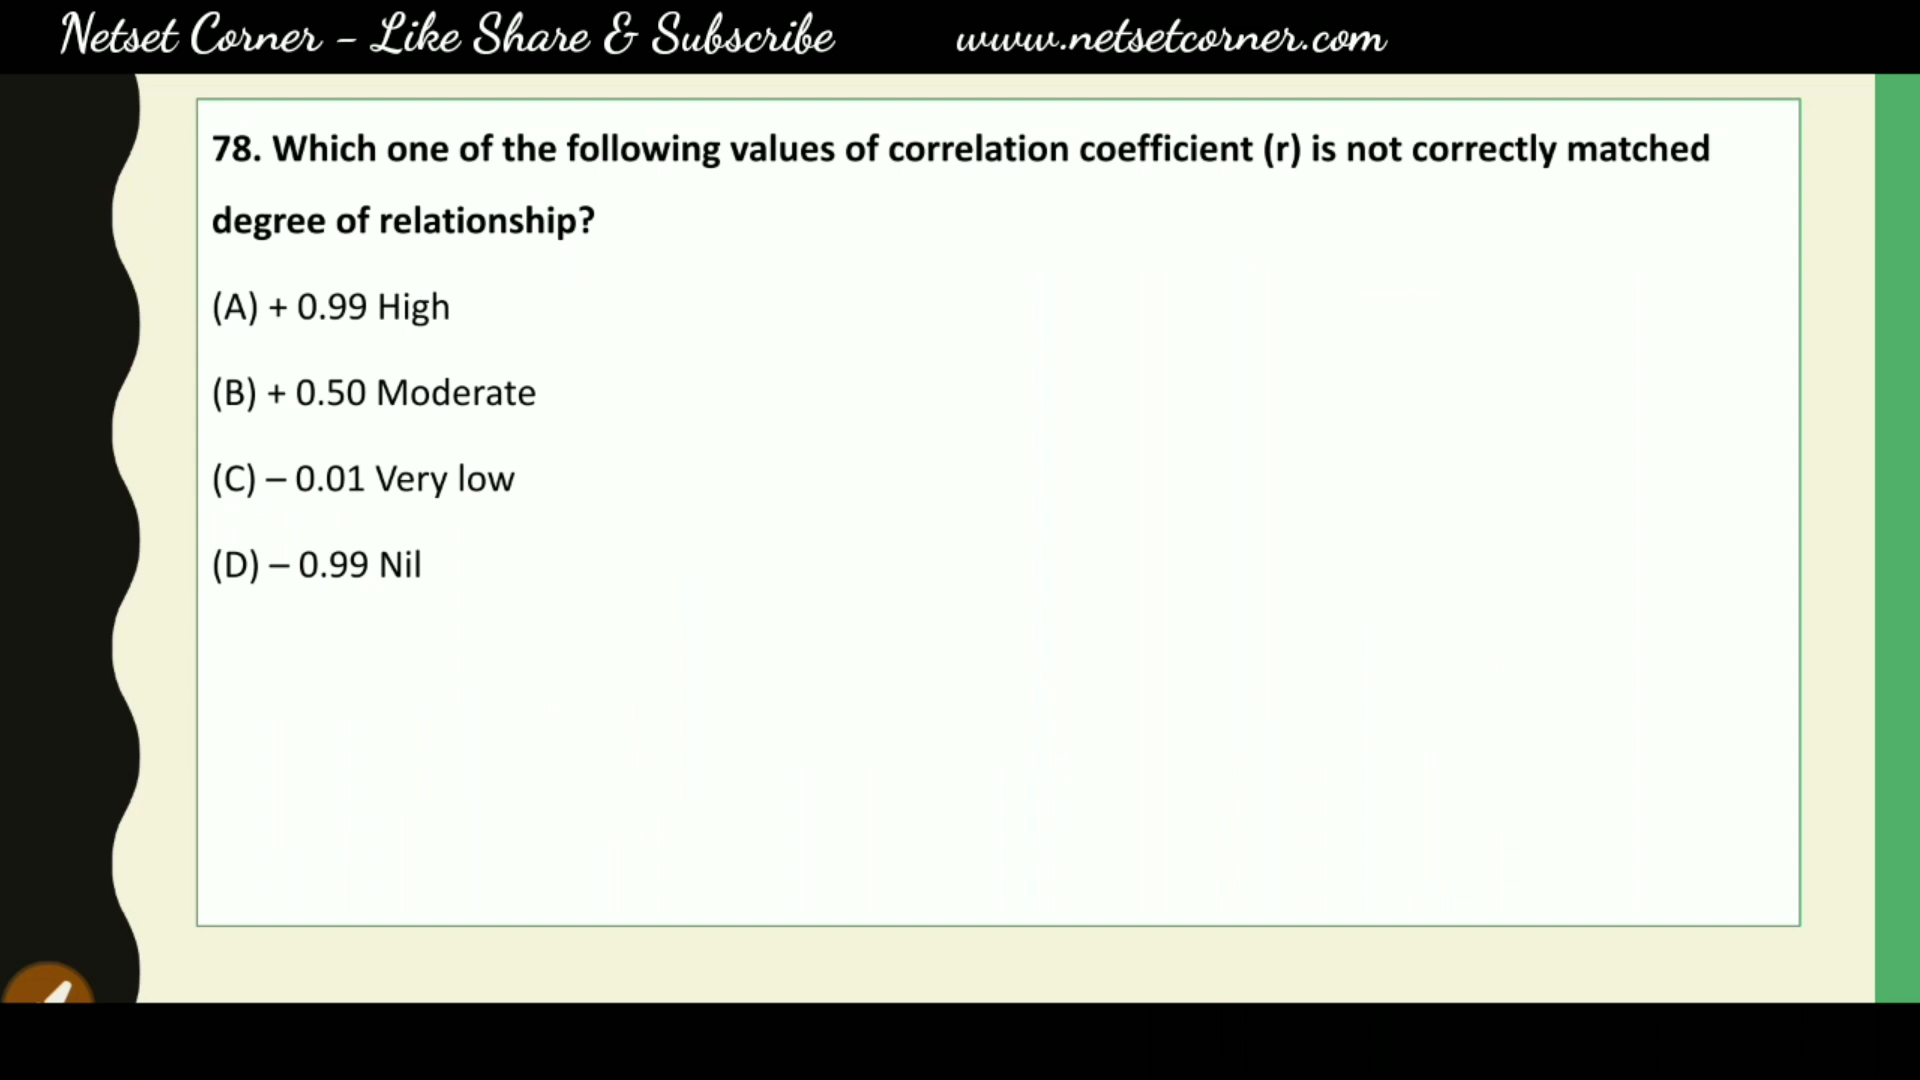 Netset Corner - Like Share & Subscribe www.netsetcorner.com
78. Which one of the following values of correlation coefficient (r) is not correctly matched
degree of relationship?
(A) + 0.99 High
(B) + 0.50 Moderate
(C) – 0.01 Very low
(D) – 0.99 Nil